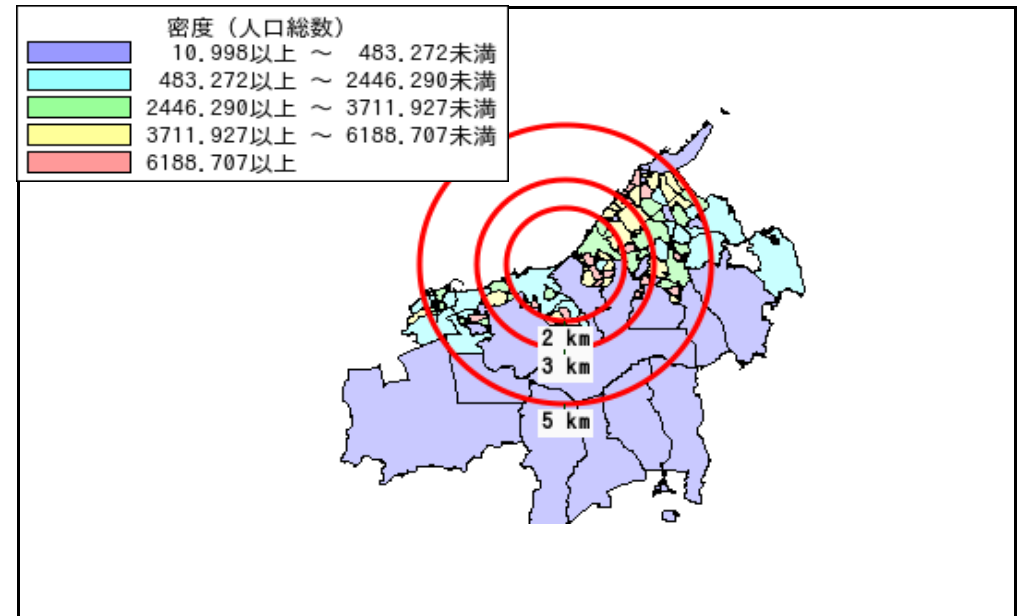 密度（人口総数）
10.998以上 ～ 483.272未満
483.272以上 ～ 2446.290未満
2446.290以上 ～ 3711.927未満
3711.927以上 ～ 6188.707未満
6188.707以上
2 km
3 km
5 km